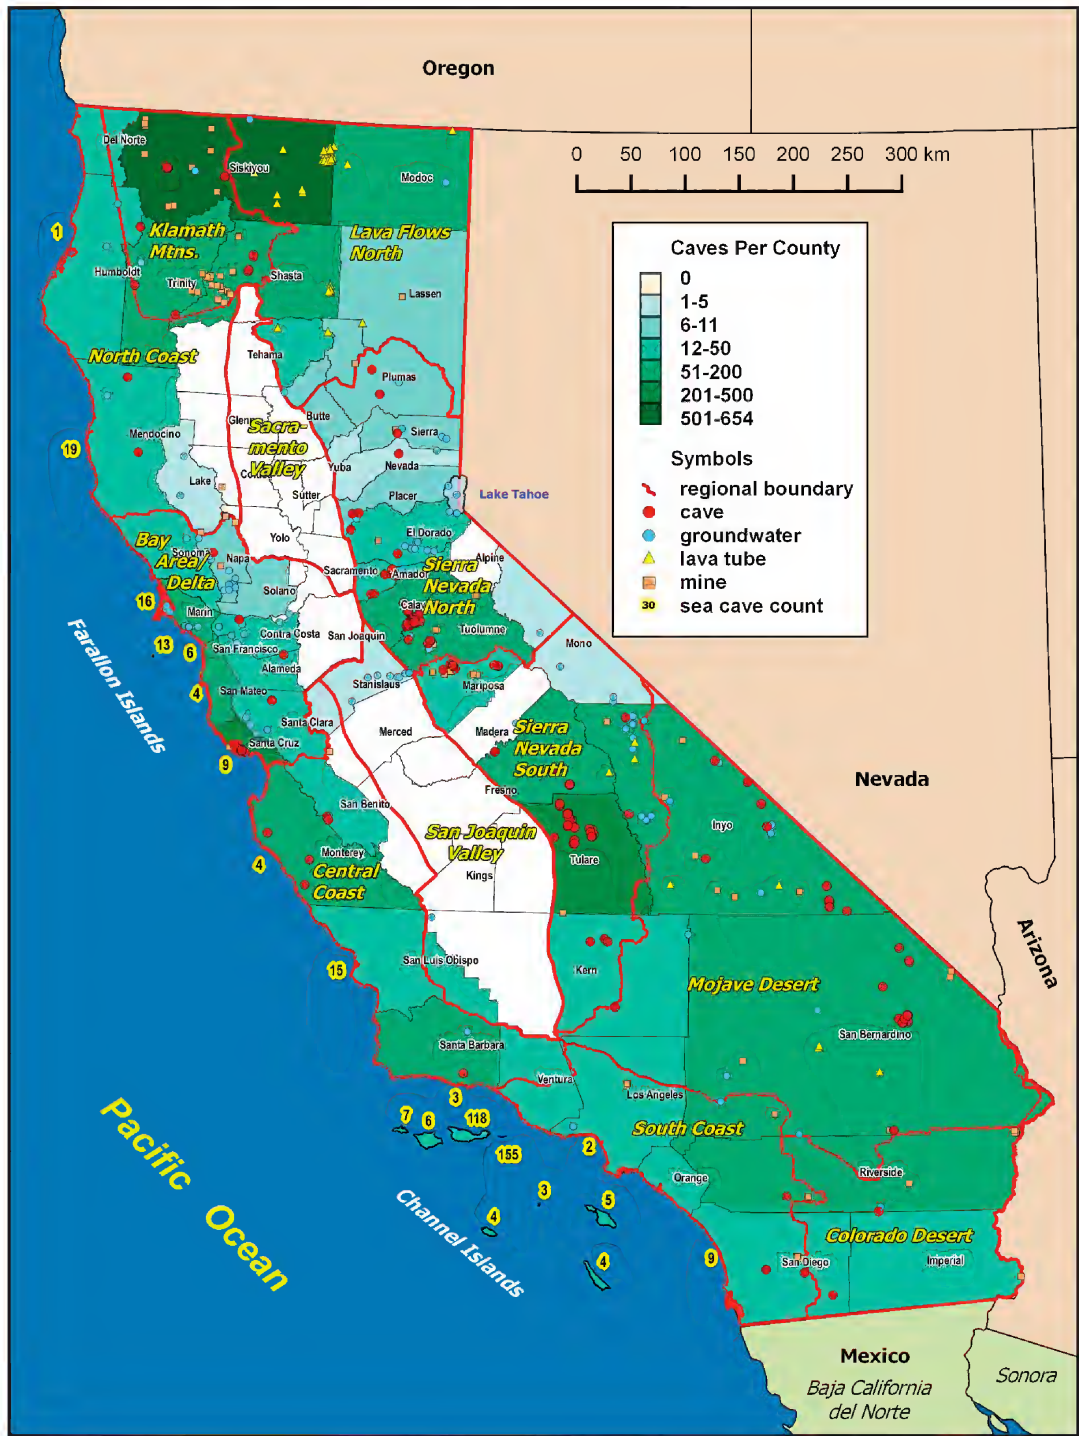 Oregon
0 50 100 150 200 250 300 km
Caves Per County
0
1-5
6-11
12-50
51-200
201-500
501-654
Symbols
regional boundary
cave
groundwater
lava tube
mine
30 sea cave count
Del Norte
Siskiyou
Modoc
1
Klamath
Mtns.
Lava Flows
North
Humboldt
Trinity
Shasta
Lassen
North Coast
Tehama
Plumas
Butte
Sacra-
mento
Valley
Mendocino
19
Sierra
Yuba
Nevada
Lake
Sutter
Placer
Lake Tahoe
Yolo
El Dorado
Bay
Area/
Delta
Sonoma
Napa
Alpine
Sacramento
Amador
Sierra
Nevada
North
Solano
16
Marin
Tuolumne
Contra Costa
San Joaquin
Mono
13
6
San Francisco
Alameda
Farallon Islands
4
San Mateo
Stanislaus
Mariposa
Santa Clara
Merced
Madera
Sierra
Nevada
South
Santa Cruz
9
Nevada
Fresno
San Benito
San Joaquin
Valley
Inyo
Monterey
4
Central
Coast
Kings
Tulare
Arizona
15
San Luis Obispo
Kern
Mojave Desert
San Bernardino
Santa Barbara
Ventura
Los Angeles
3
7
6
118
South Coast
155
2
Pacific
Ocean
Orange
Riverside
3
5
4
Channel Islands
Colorado Desert
4
9
San Diego
Imperial
Mexico
Baja California
del Norte
Sonora